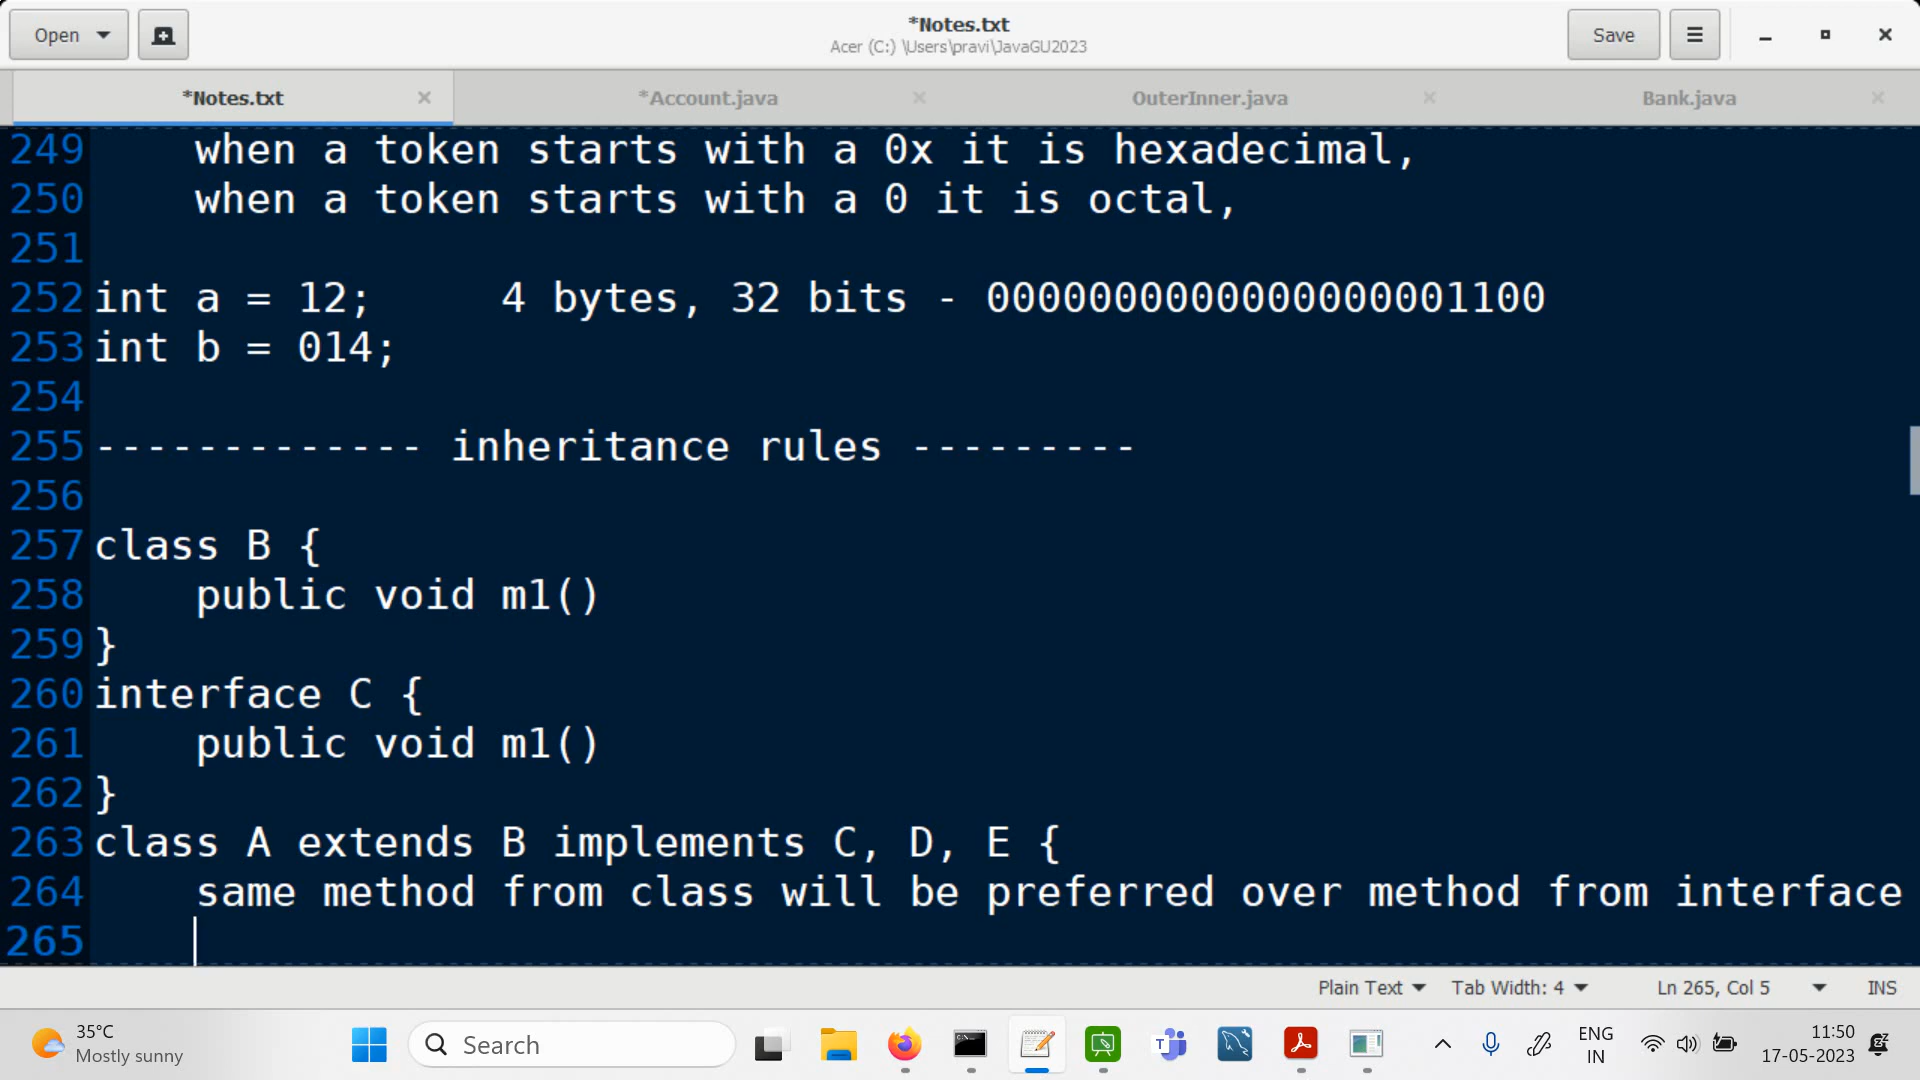 Open
*Notes.txt
Acer (C:) \Users\pravi\JavaGU2023
Save
*Notes.txt
*Account.java
OuterInner.java
Bank.java
249 when a token starts with a 0x it is hexadecimal,
250 when a token starts with a 0 it is octal,
251
252 int a = 12; 4 bytes, 32 bits - 0000000000000000001100
253 int b = 014;
254
255 ------------- inheritance rules ---------
256
257 class B {
258 public void m1()
259 }
260 interface C {
261 public void m1()
262 }
263 class A extends B implements C, D, E {
264 same method from class will be preferred over method from interface
265
Plain Text Tab Width: 4 Ln 265, Col 5 INS
35°C
Mostly sunny
Search
ENG
IN
11:50
17-05-2023